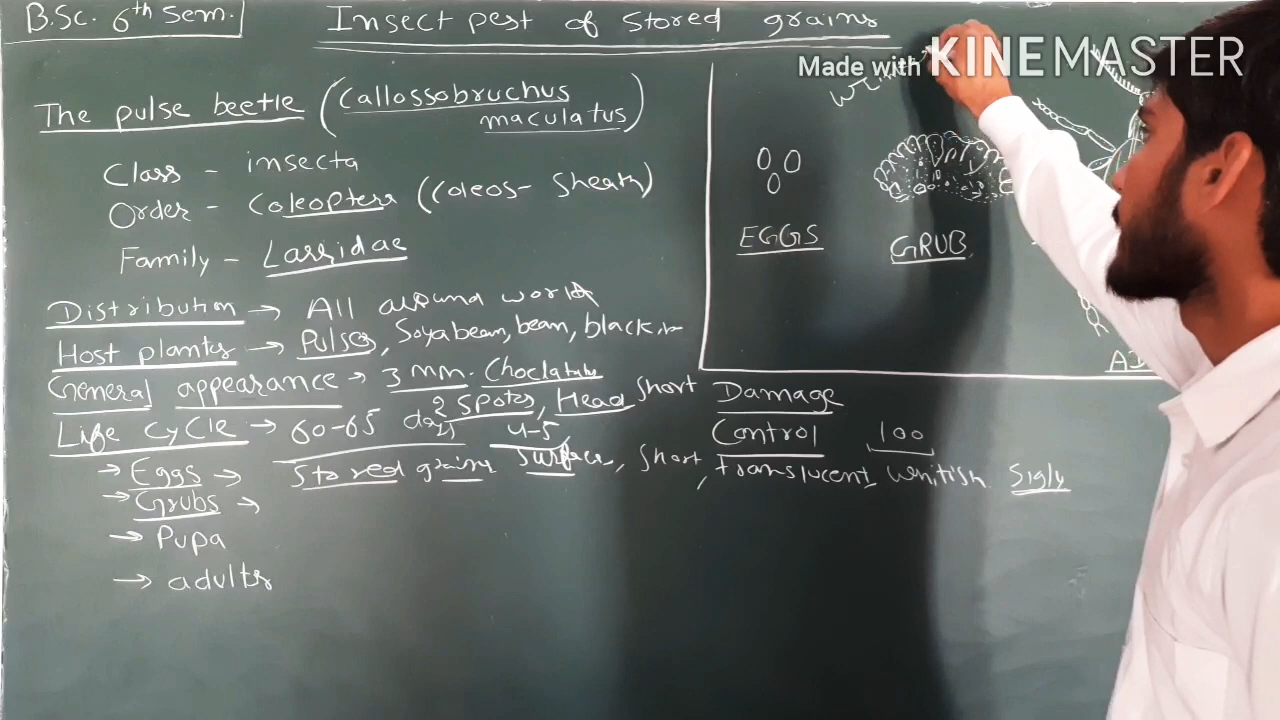 B.Sc. 6th Sem.
Insect pest of stored grains
Made with KINEMASTER
The pulse beetle (Callossobruchus maculatus)
Class - insecta
Order - Coleoptera (Coleos - Sheath)
Family - Larridae
EGGS
GRUB
Distribution → All around world
Host plants → Pulses, Soyabean, bean, black
General appearance → 3 mm. Choclatate
2 Spotes, Head Short
Life cycle → 60-65 days 4-5
→ Eggs → Stored grains surface, Short, translucent, whitish Sigly
→ Grubs →
→ Pupa
→ adults
Damage
Control 100